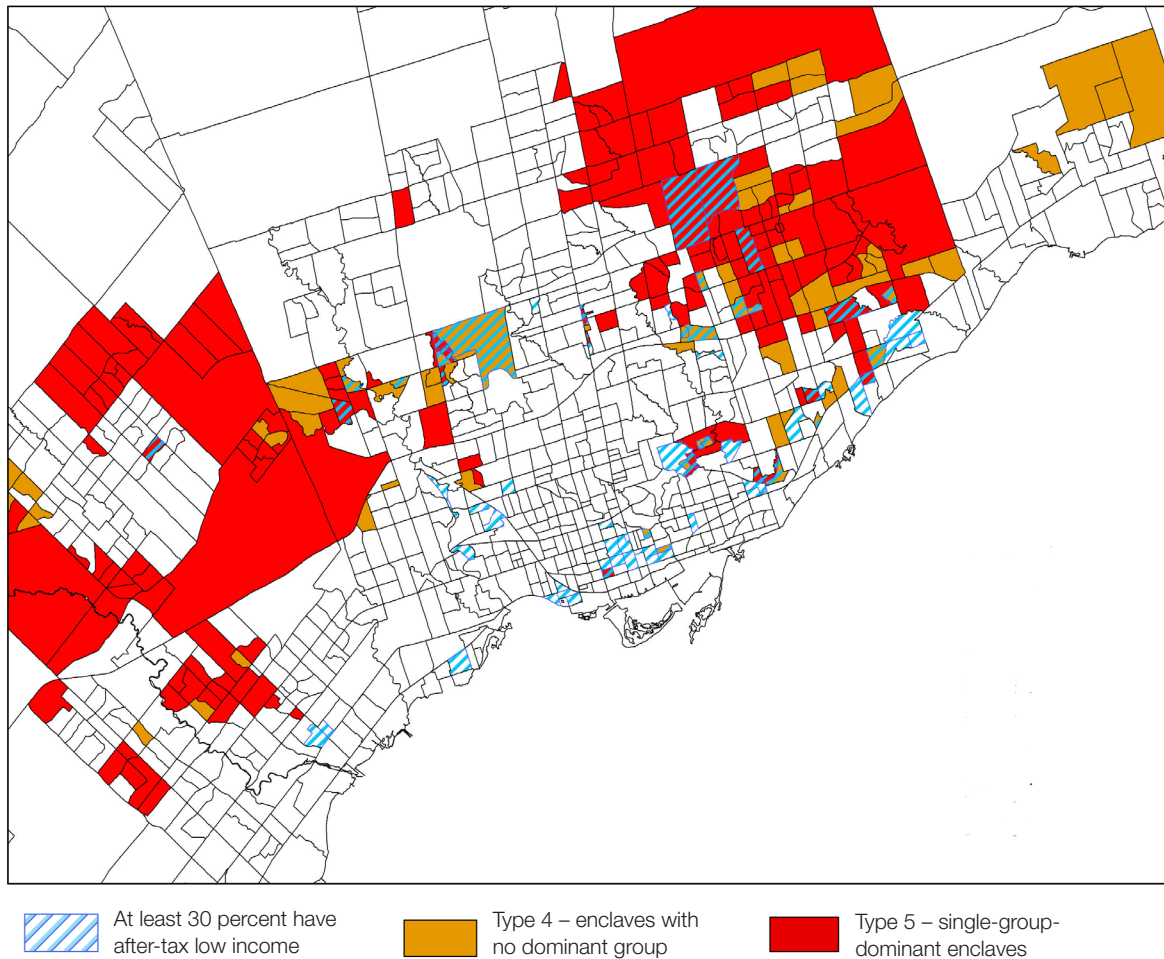 At least 30 percent have
after-tax low income
Type 4 – enclaves with
no dominant group
Type 5 – single-group-
dominant enclaves